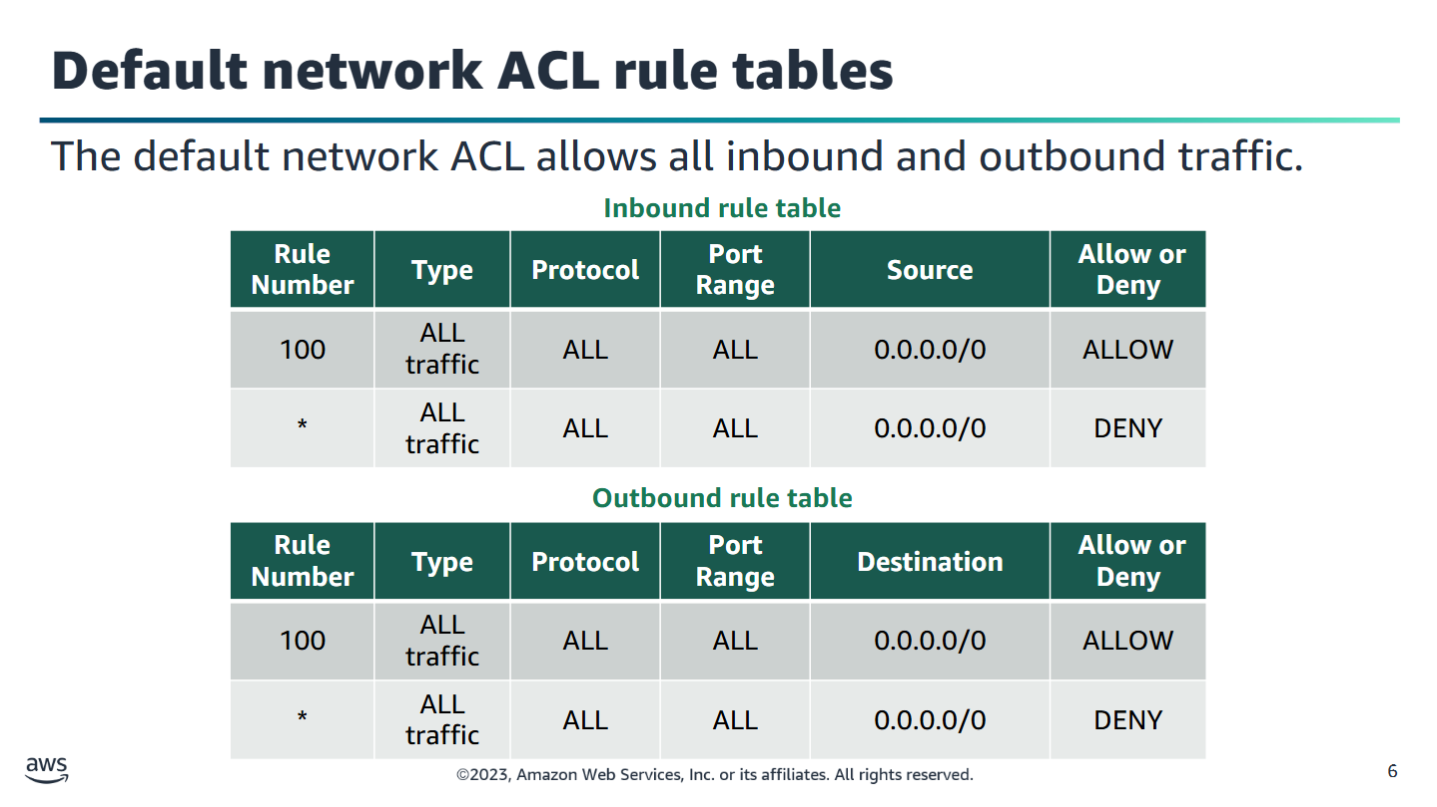 Default network ACL rule tables
The default network ACL allows all inbound and outbound traffic.
Inbound rule table
Rule Number Type Protocol Port Range Source Allow or Deny
100 ALL traffic ALL ALL 0.0.0.0/0 ALLOW
* ALL traffic ALL ALL 0.0.0.0/0 DENY
Outbound rule table
Rule Number Type Protocol Port Range Destination Allow or Deny
100 ALL traffic ALL ALL 0.0.0.0/0 ALLOW
* ALL traffic ALL ALL 0.0.0.0/0 DENY
aws
©2023, Amazon Web Services, Inc. or its affiliates. All rights reserved.
6